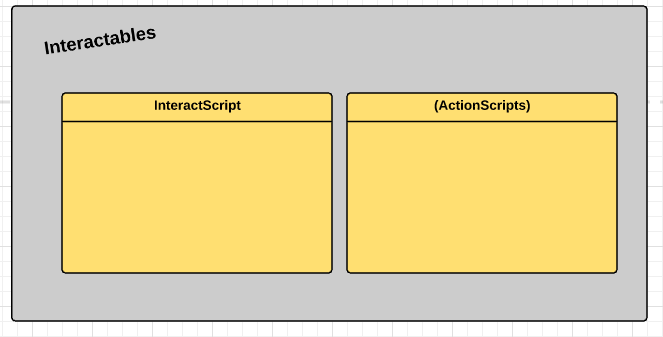 Interactables
InteractScript
(ActionScripts)